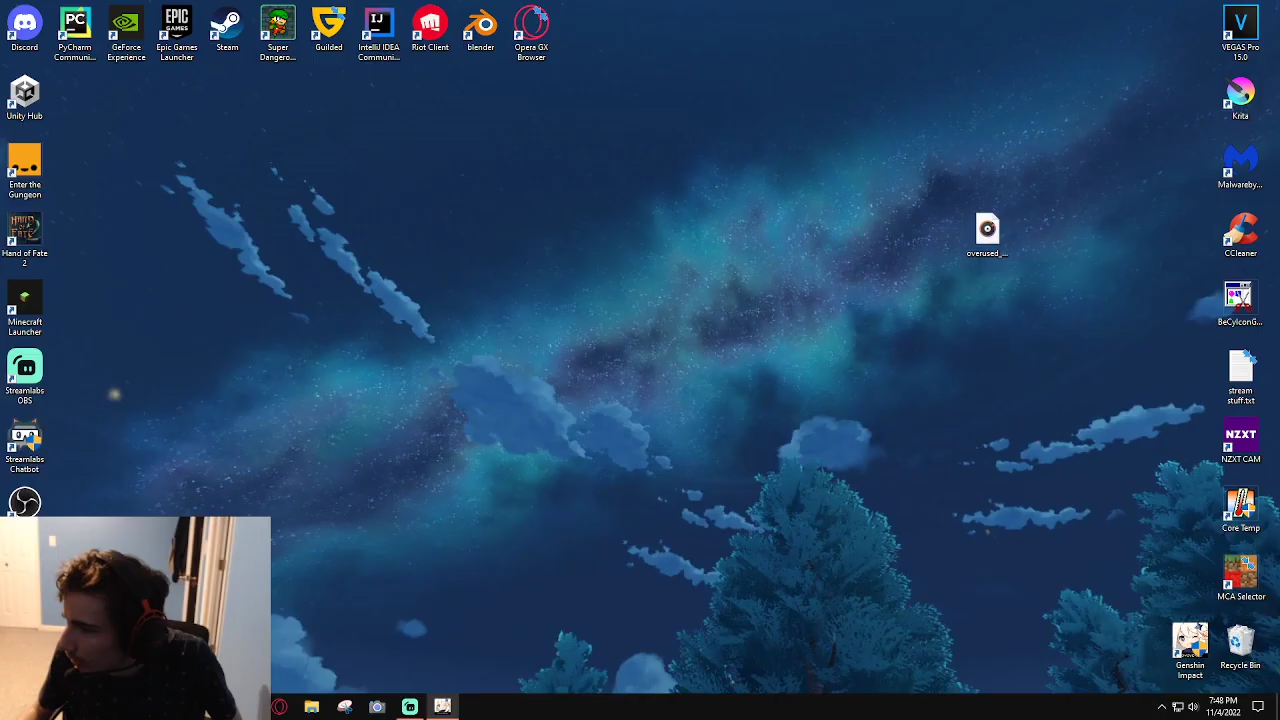 Discord
PyCharm
Communi...
GeForce
Experience
Epic Games
Launcher
Steam
Super
Dangero...
Guilded
IntelliJ IDEA
Communi...
Riot Client
blender
Opera GX
Browser
VEGAS Pro
15.0
Unity Hub
Krita
Enter the
Gungeon
Malwareby...
Hand of Fate
2
overused_...
CCleaner
Minecraft
Launcher
BeCyIconG...
Streamlabs
OBS
stream
stuff.txt
Streamlabs
Chatbot
NZXT
NZXT CAM
Core Temp
MCA Selector
Genshin
Impact
Recycle Bin
7:48 PM
11/4/2022